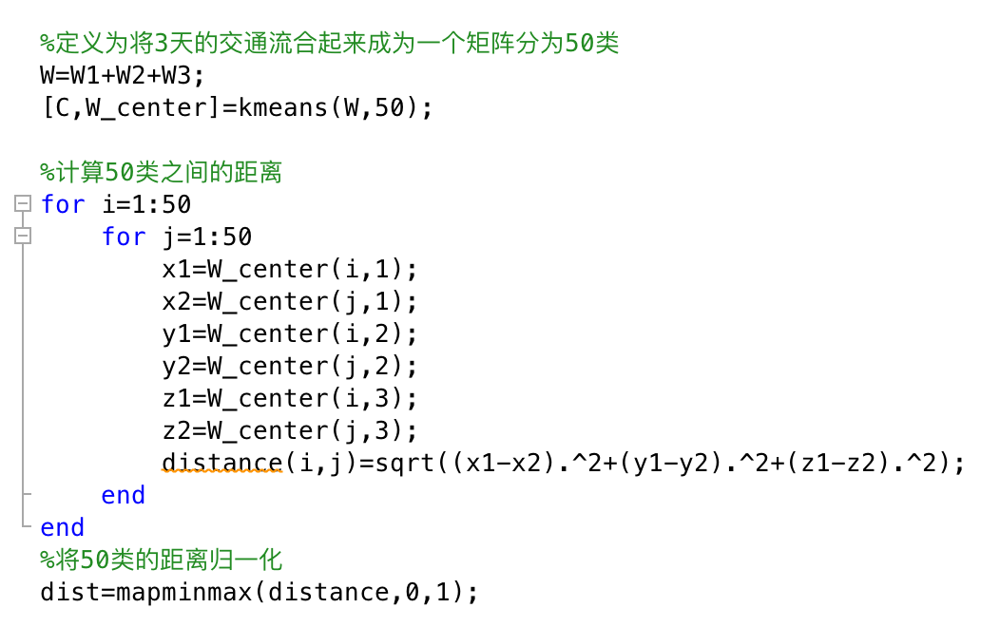 %定义为将3天的交通流合起来成为一个矩阵分为50类
W=W1+W2+W3;
[C,W_center]=kmeans(W,50);
%计算50类之间的距离
for i=1:50
for j=1:50
x1=W_center(i,1);
x2=W_center(j,1);
y1=W_center(i,2);
y2=W_center(j,2);
z1=W_center(i,3);
z2=W_center(j,3);
distance(i,j)=sqrt((x1-x2).^2+(y1-y2).^2+(z1-z2).^2);
end
end
%将50类的距离归一化
dist=mapminmax(distance,0,1);